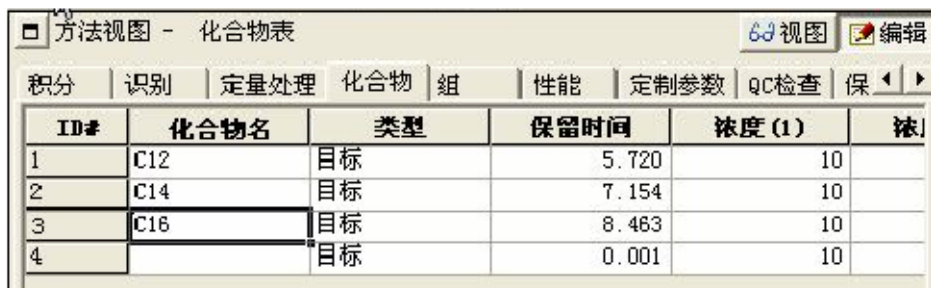 方法视图 - 化合物表 视图 编辑
积分 识别 定量处理 化合物 组 性能 定制参数 QC检查 保
ID# 化合物名 类型 保留时间 浓度(1)
1 C12 目标 5.720 10
2 C14 目标 7.154 10
3 C16 目标 8.463 10
4 目标 0.001 10